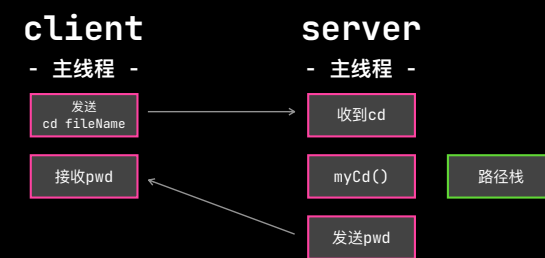 client
- 主线程 -
发送
cd fileName
接收pwd
server
- 主线程 -
收到cd
myCd()
路径栈
发送pwd